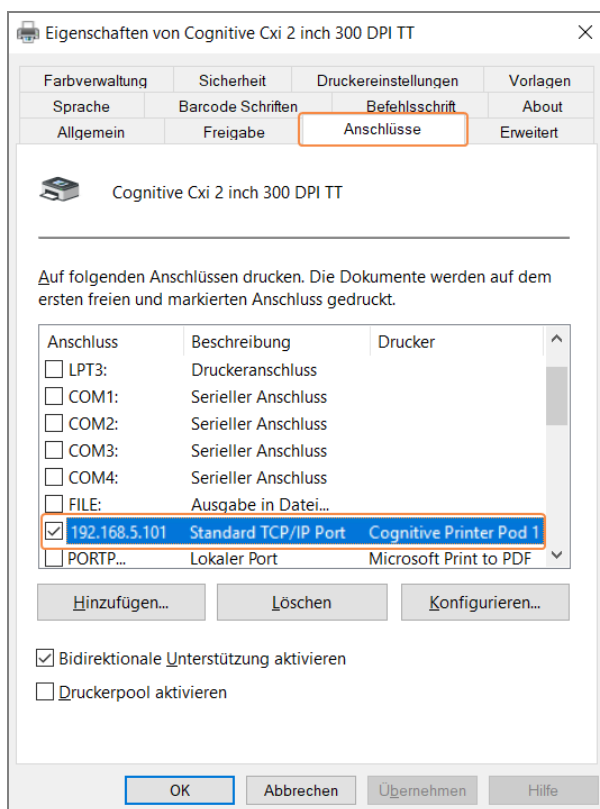 Eigenschaften von Cognitive Cxi 2 inch 300 DPI TT
Farbverwaltung Sicherheit Druckereinstellungen Vorlagen
Sprache Barcode Schriften Befehlsschrift About
Allgemein Freigabe Anschlüsse Erweitert
Cognitive Cxi 2 inch 300 DPI TT
Auf folgenden Anschlüssen drucken. Die Dokumente werden auf dem
ersten freien und markierten Anschluss gedruckt.
Anschluss Beschreibung Drucker
LPT3: Druckeranschluss
COM1: Serieller Anschluss
COM2: Serieller Anschluss
COM3: Serieller Anschluss
COM4: Serieller Anschluss
FILE: Ausgabe in Datei...
192.168.5.101 Standard TCP/IP Port Cognitive Printer Pod 1
PORTP... Lokaler Port Microsoft Print to PDF
Hinzufügen... Löschen Konfigurieren...
Bidirektionale Unterstützung aktivieren
Druckerpool aktivieren
OK Abbrechen Übernehmen Hilfe